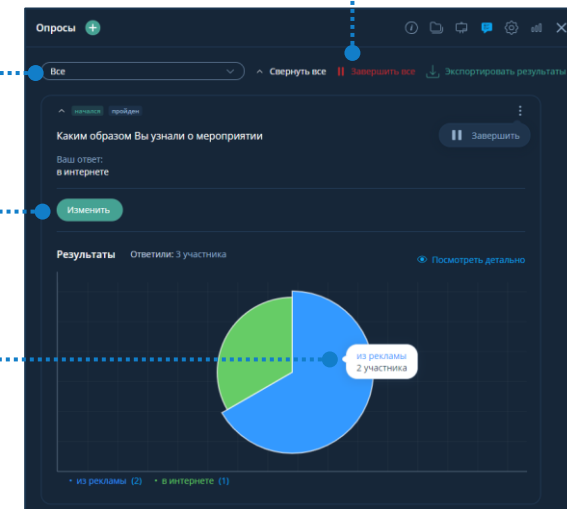 Опросы
Все
Свернуть все
Завершить все
Экспортировать результаты
начался пройден
Каким образом Вы узнали о мероприятии
Завершить
Ваш ответ:
в интернете
Изменить
Результаты Ответили: 3 участника
Посмотреть детально
из рекламы
2 участника
• из рекламы (2) • в интернете (1)